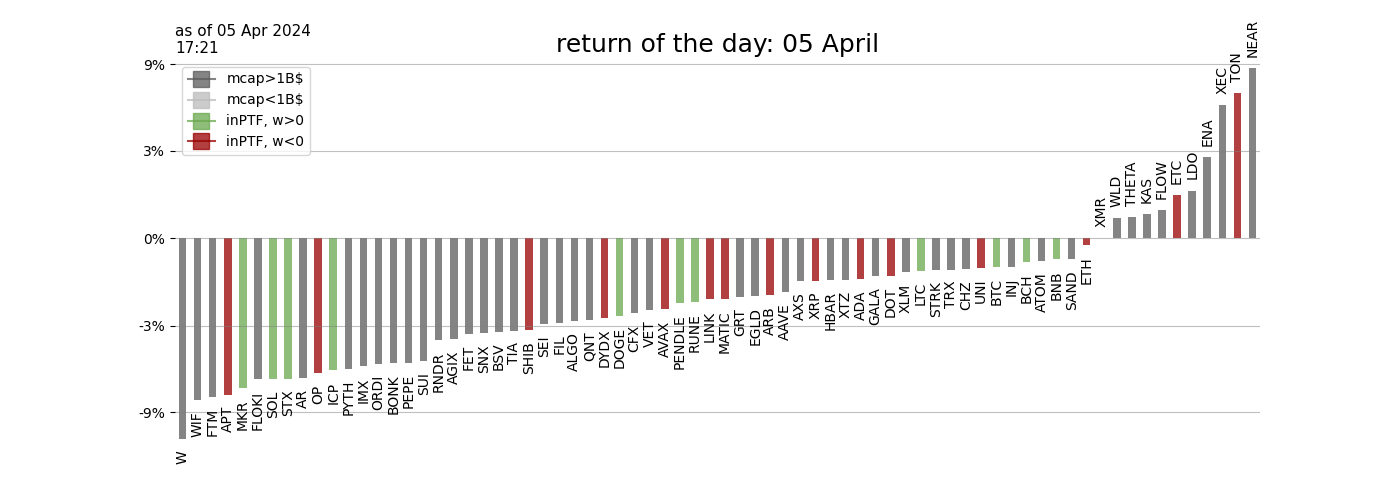 as of 05 Apr 2024
17:21
return of the day: 05 April
9%
3%
0%
-3%
-9%
mcap>1B$
mcap<1B$
inPTF, w>0
inPTF, w<0
W
WIF
FTM
APT
MKR
FLOKI
SOL
STX
AR
OP
ICP
PYTH
IMX
ORDI
BONK
PEPE
SUI
RNDR
AGIX
FET
SNX
BSV
TIA
SHIB
SEI
FIL
ALGO
QNT
DYDX
DOGE
CFX
VET
AVAX
PENDLE
RUNE
LINK
MATIC
GRT
EGLD
ARB
AAVE
AXS
XRP
HBAR
XTZ
ADA
GALA
DOT
XLM
LTC
STRK
TRX
CHZ
UNI
BTC
INJ
BCH
ATOM
BNB
SAND
ETH
XMR
WLD
THETA
KAS
FLOW
ETC
LDO
ENA
XEC
TON
NEAR